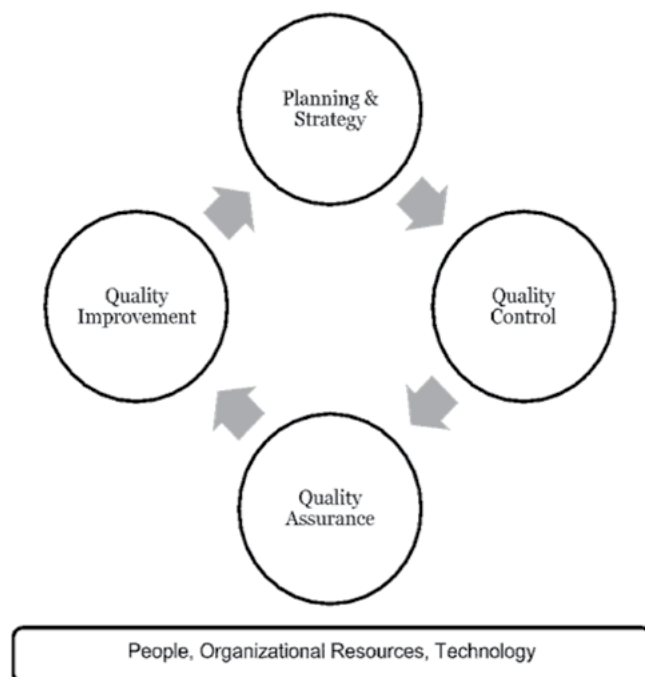 Planning &
Strategy
Quality
Improvement
Quality
Control
Quality
Assurance
People, Organizational Resources, Technology